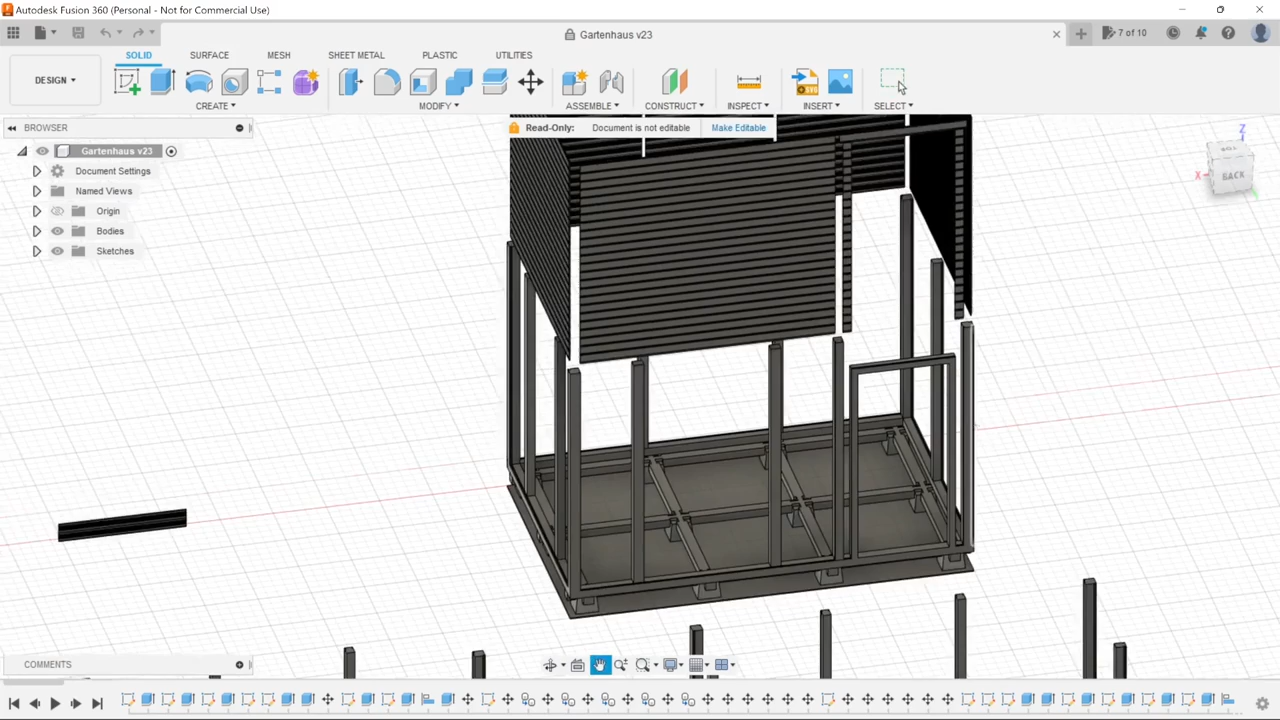 Autodesk Fusion 360 (Personal - Not for Commercial Use)
Gartenhaus v23
7 of 10
SOLID SURFACE MESH SHEET METAL PLASTIC UTILITIES
DESIGN
CREATE MODIFY ASSEMBLE CONSTRUCT INSPECT INSERT SELECT
SVG
BROWSER
Read-Only: Document is not editable Make Editable
Gartenhaus v23
Document Settings
Named Views
Origin
Bodies
Sketches
Z
TOP
X
BACK
COMMENTS